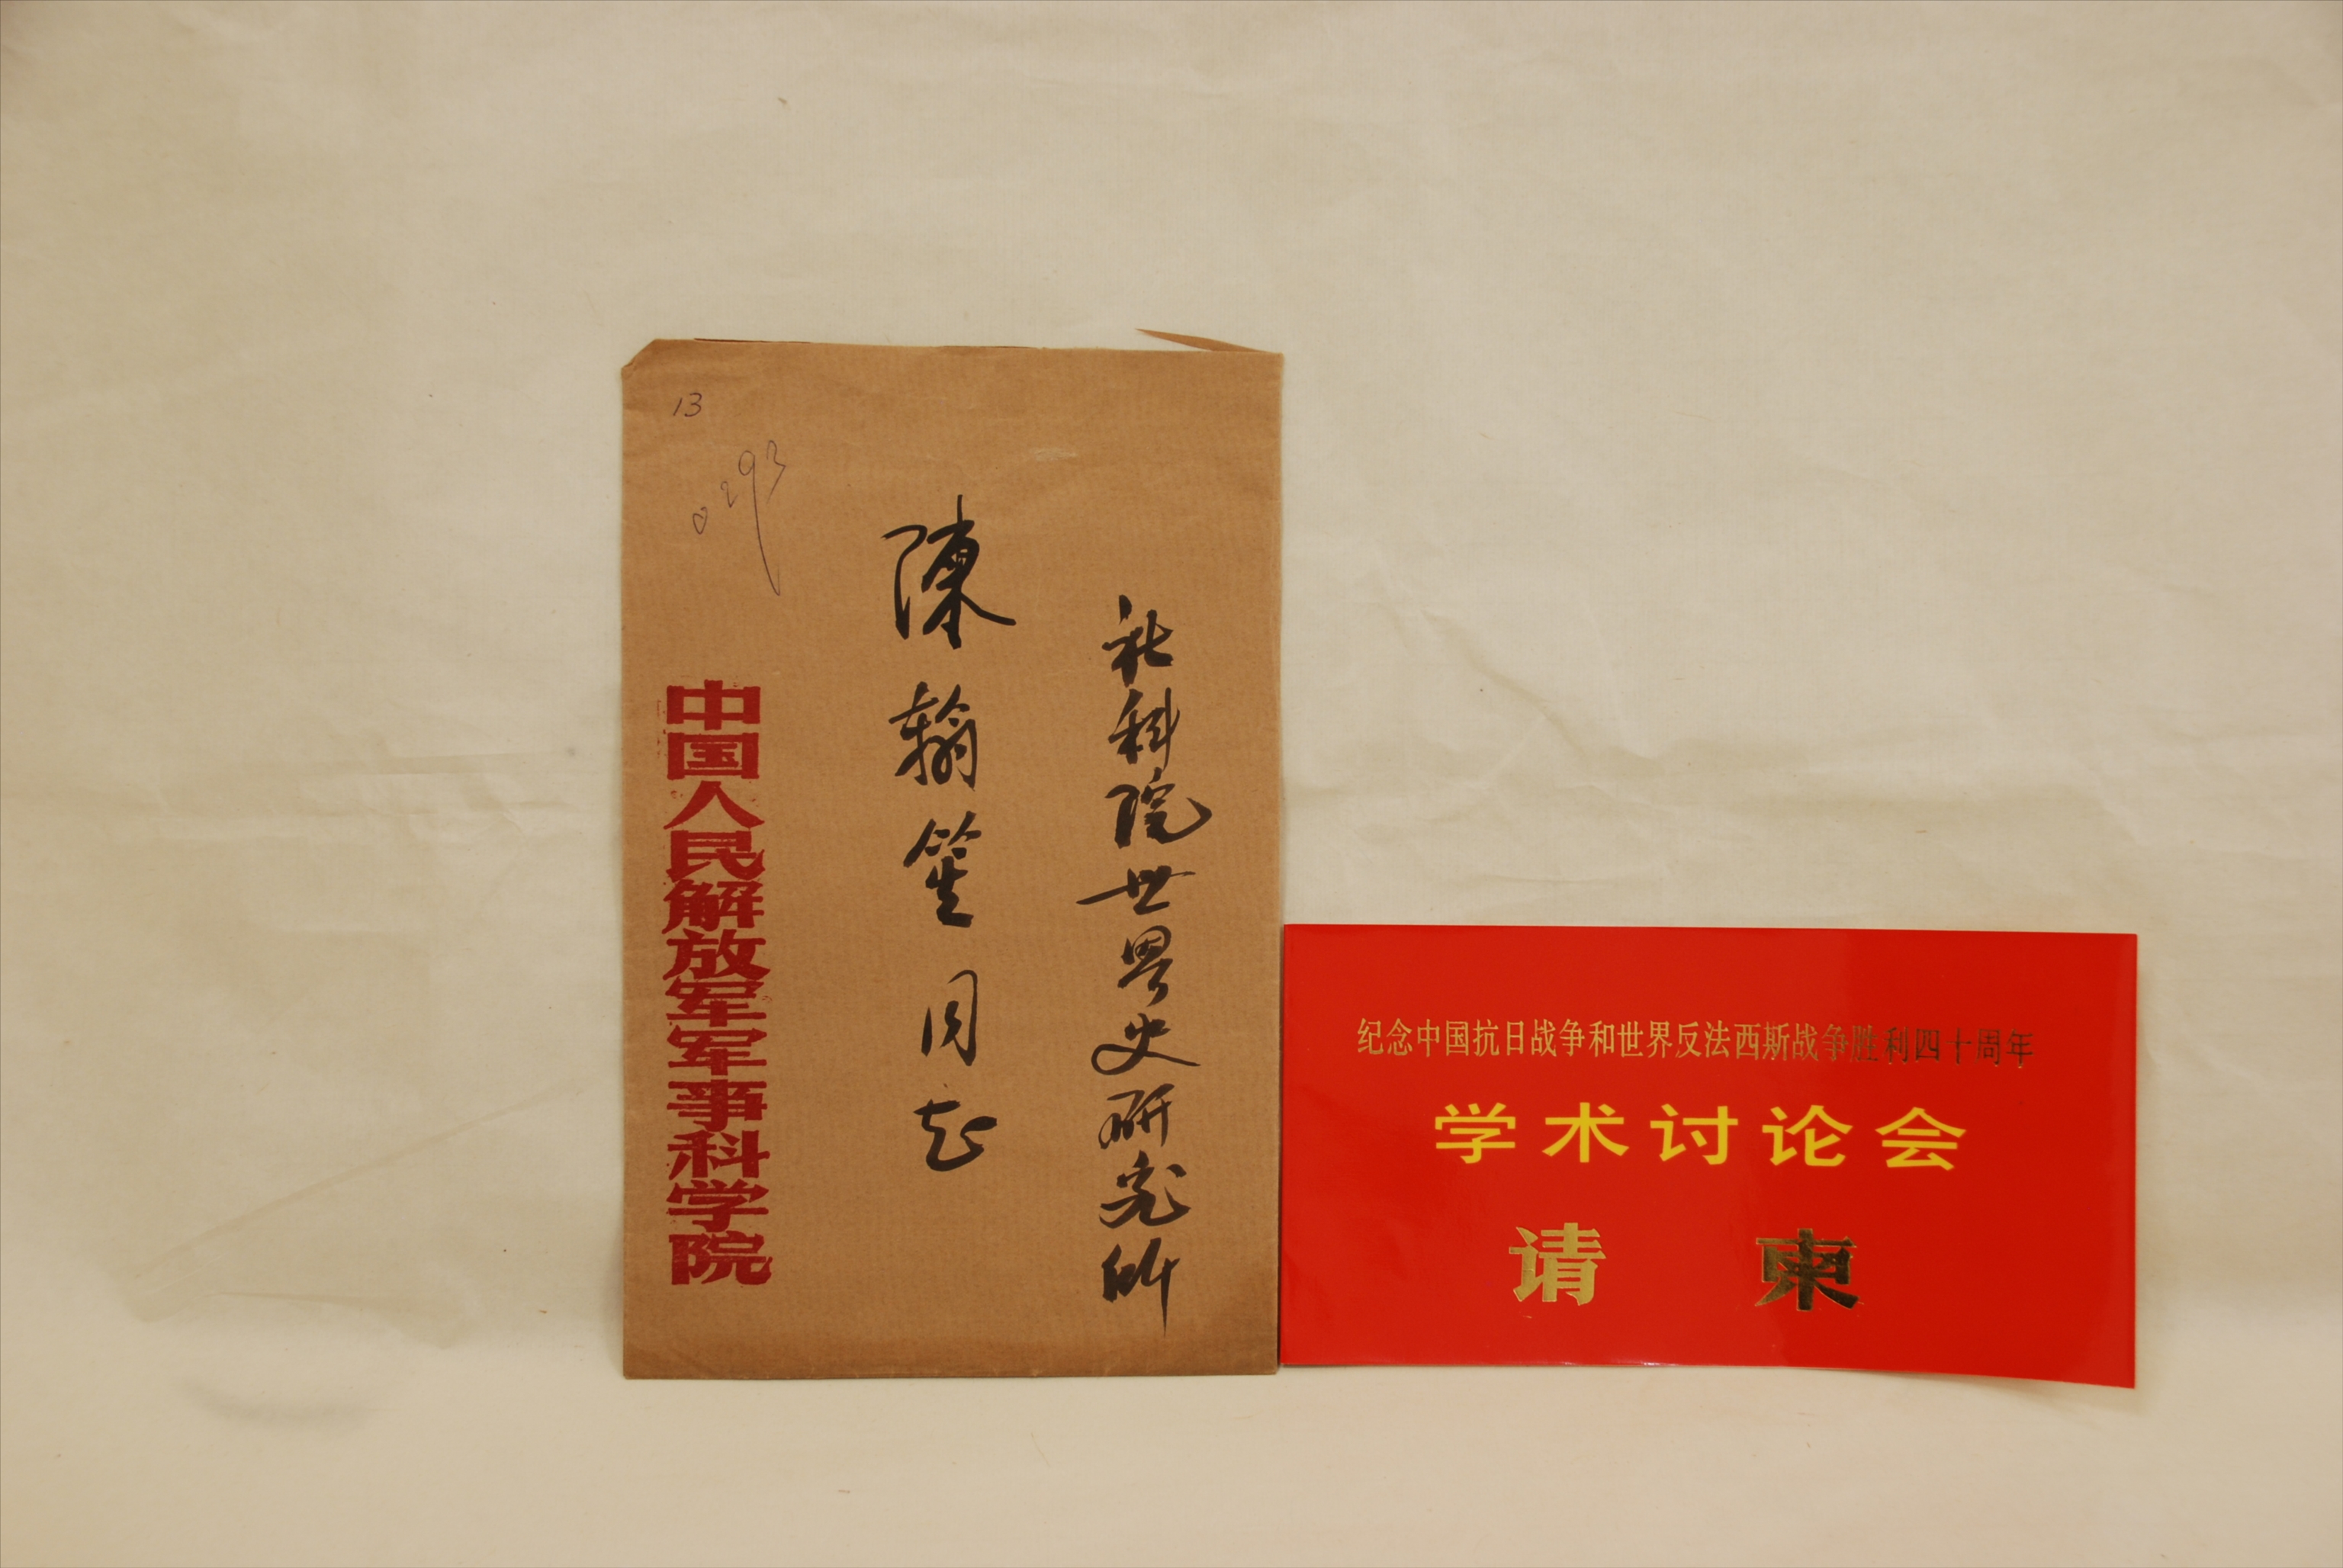 13
0293
社科院世界史研究所
陳翰笙同志
中国人民解放军军事科学院
纪念中国抗日战争和世界反法西斯战争胜利四十周年
学术讨论会
请柬